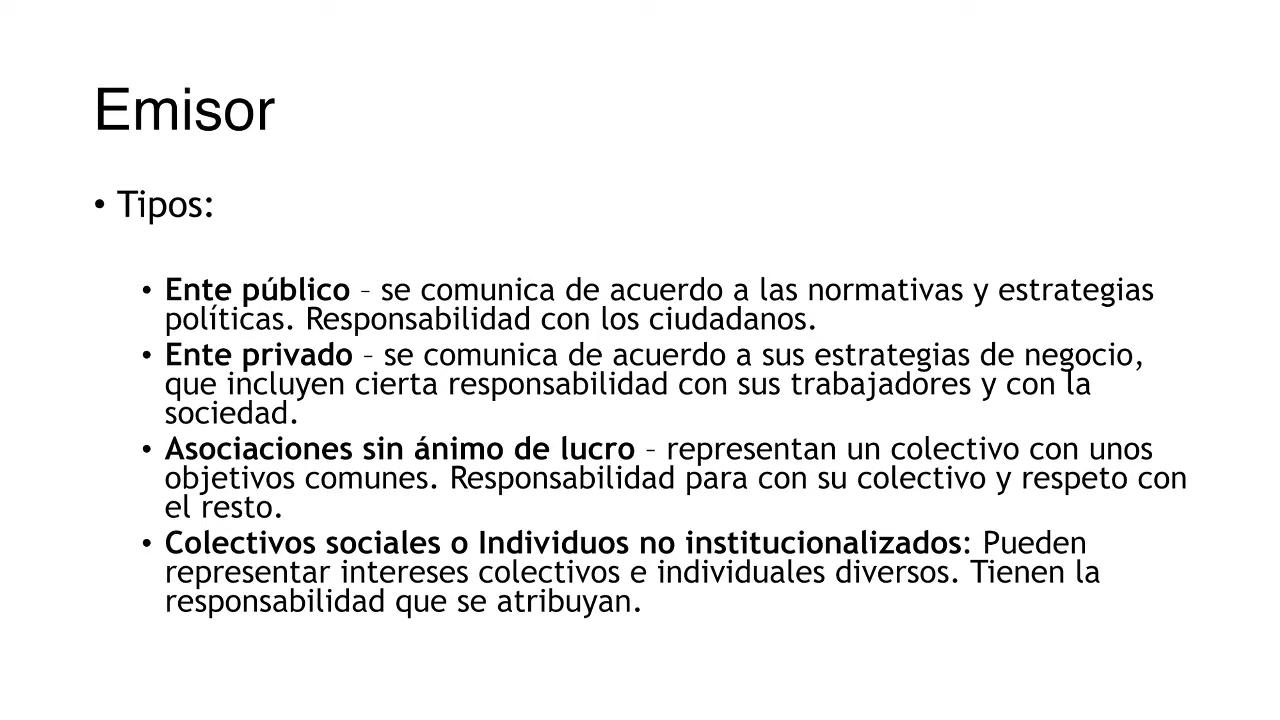 Emisor
• Tipos:
• Ente público – se comunica de acuerdo a las normativas y estrategias
políticas. Responsabilidad con los ciudadanos.
• Ente privado – se comunica de acuerdo a sus estrategias de negocio,
que incluyen cierta responsabilidad con sus trabajadores y con la
sociedad.
• Asociaciones sin ánimo de lucro – representan un colectivo con unos
objetivos comunes. Responsabilidad para con su colectivo y respeto con
el resto.
• Colectivos sociales o Individuos no institucionalizados: Pueden
representar intereses colectivos e individuales diversos. Tienen la
responsabilidad que se atribuyan.